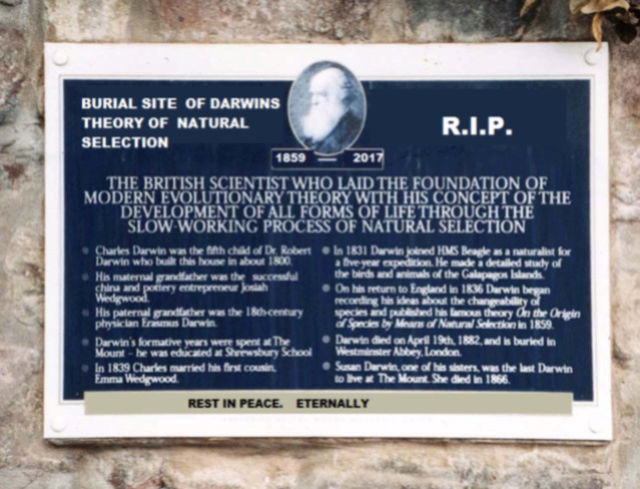 BURIAL SITE OF DARWINS
THEORY OF NATURAL
SELECTION
R.I.P.
1859 — 2017
THE BRITISH SCIENTIST WHO LAID THE FOUNDATION OF
MODERN EVOLUTIONARY THEORY WITH HIS CONCEPT OF THE
DEVELOPMENT OF ALL FORMS OF LIFE THROUGH THE
SLOW-WORKING PROCESS OF NATURAL SELECTION
Charles Darwin was the fifth child of Dr. Robert
Darwin who built this house in about 1800.
His maternal grandfather was the successful
china and pottery entrepreneur Josiah
Wedgwood.
His paternal grandfather was the 18th-century
physician Erasmus Darwin.
Darwin's formative years were spent at The
Mount - he was educated at Shrewsbury School
In 1839 Charles married his first cousin,
Emma Wedgwood.
In 1831 Darwin joined HMS Beagle as a naturalist for
a five-year expedition. He made a detailed study of
the birds and animals of the Galapagos Islands.
On his return to England in 1836 Darwin began
recording his ideas about the changeability of
species and published his famous theory On the Origin
of Species by Means of Natural Selection in 1859.
Darwin died on April 19th, 1882, and is buried in
Westminster Abbey, London.
Susan Darwin, one of his sisters, was the last Darwin
to live at The Mount. She died in 1866.
REST IN PEACE. ETERNALLY